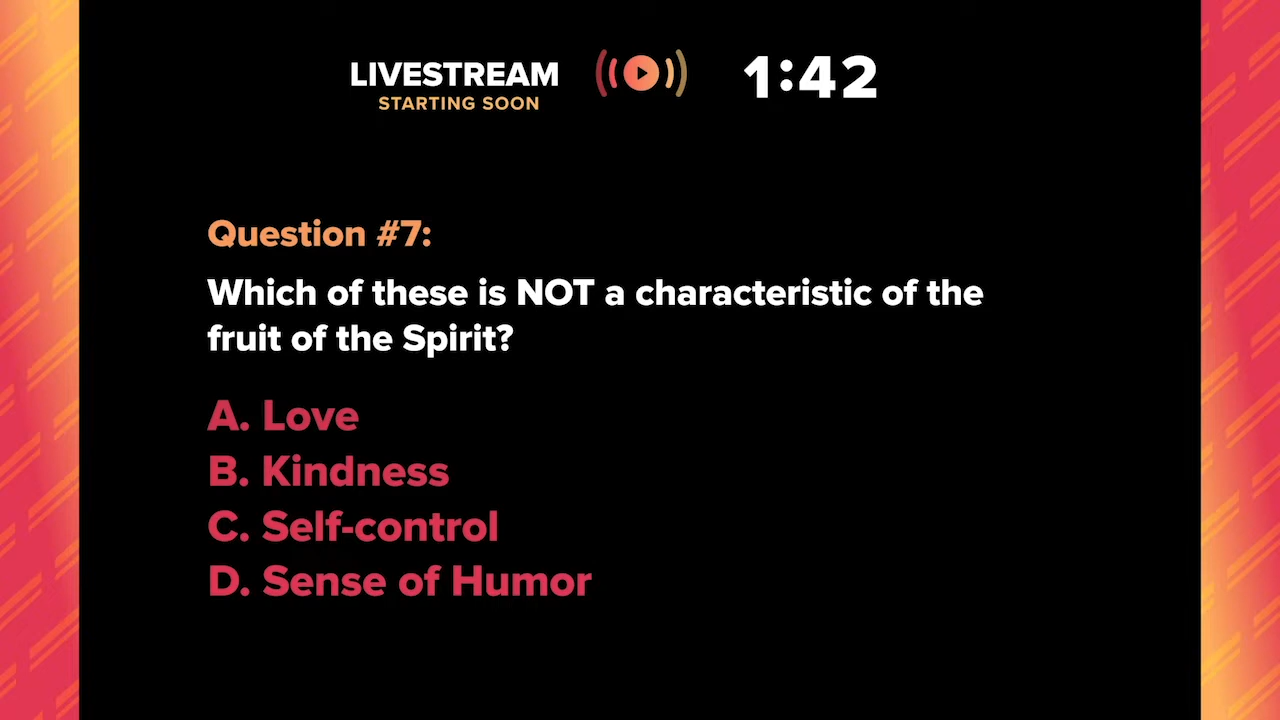 LIVESTREAM
STARTING SOON
1:42
Question #7:
Which of these is NOT a characteristic of the
fruit of the Spirit?
A. Love
B. Kindness
C. Self-control
D. Sense of Humor